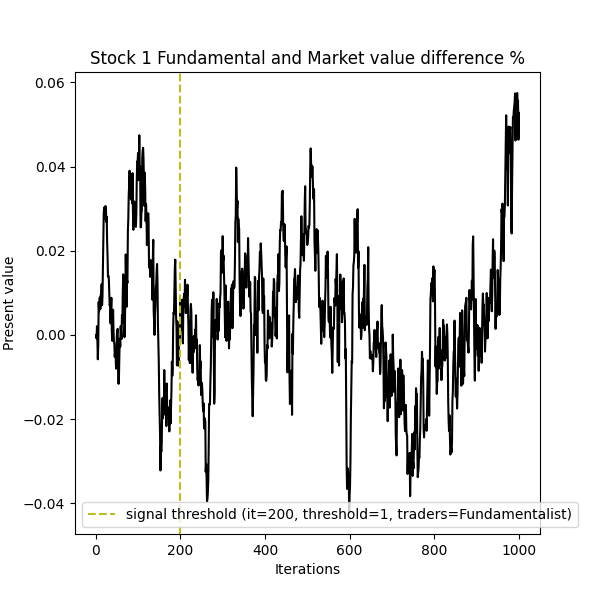 Stock 1 Fundamental and Market value difference %
0.06
0.04
0.02
0.00
−0.02
−0.04
Present value
signal threshold (it=200, threshold=1, traders=Fundamentalist)
0 200 400 600 800 1000
Iterations